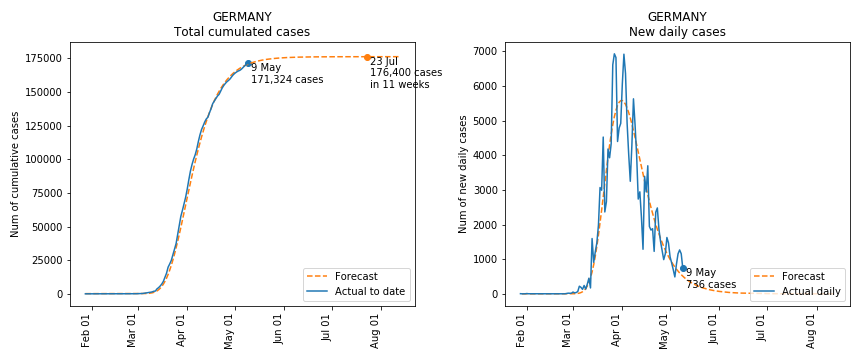 GERMANY
Total cumulated cases
Num of cumulative cases
175000
150000
125000
100000
75000
50000
25000
0
9 May
171,324 cases
23 Jul
176,400 cases
in 11 weeks
Forecast
Actual to date
Feb 01
Mar 01
Apr 01
May 01
Jun 01
Jul 01
Aug 01
GERMANY
New daily cases
Num of new daily cases
7000
6000
5000
4000
3000
2000
1000
0
9 May
736 cases
Forecast
Actual daily
Feb 01
Mar 01
Apr 01
May 01
Jun 01
Jul 01
Aug 01